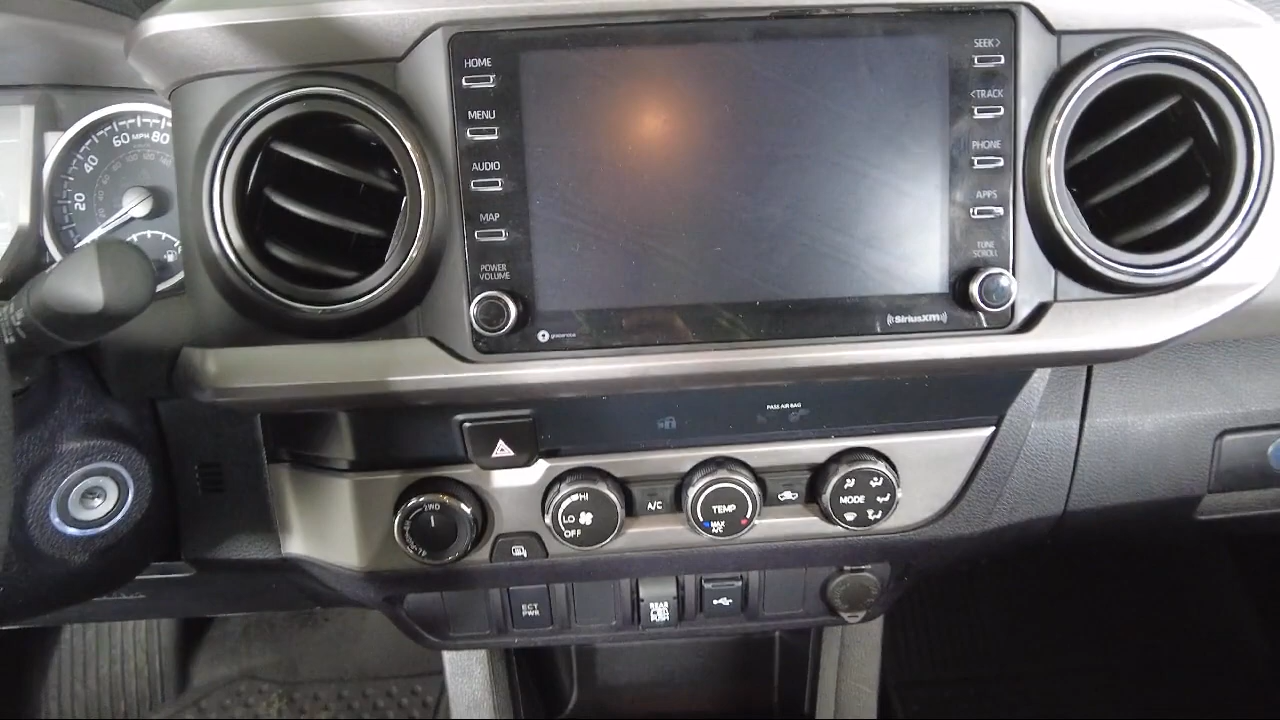 HOME
MENU
AUDIO
MAP
POWER
VOLUME
SEEK>
<TRACK
PHONE
APPS
TUNE
SCROLL
gracenote
SiriusXM
20
40
60
MPH
80
PASS AIR BAG
2WD
HI
LO
OFF
A/C
TEMP
MAX
A/C
MODE
ECT
PWR
REAR
PUSH